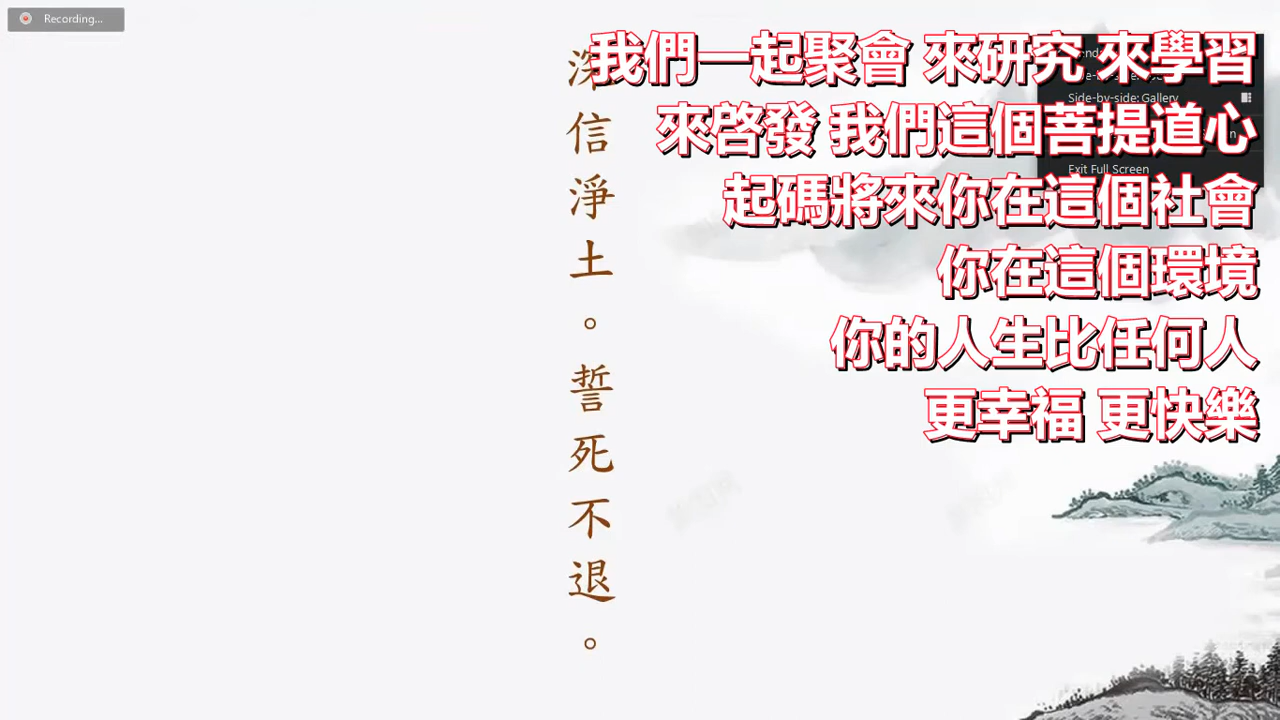 Recording...
我們一起聚會 來研究 來學習
來啓發 我們這個菩提道心
起碼將來你在這個社會
你在這個環境
你的人生比任何人
更幸福 更快樂
Side-by-side: Gallery
Exit Full Screen
深信淨土。誓死不退。